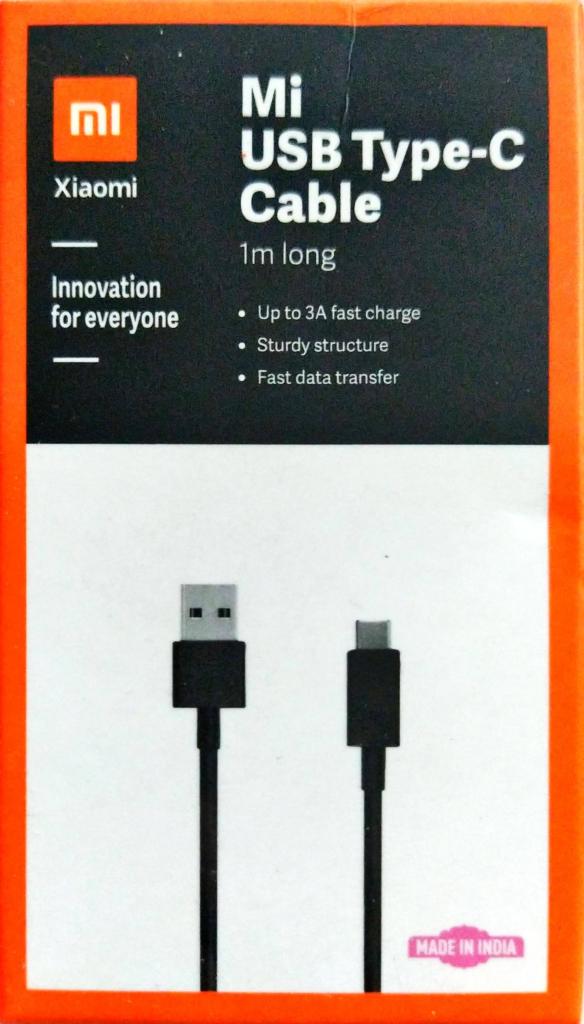 mi
Xiaomi
Innovation
for everyone
Mi
USB Type-C
Cable
1m long
• Up to 3A fast charge
• Sturdy structure
• Fast data transfer
MADE IN INDIA